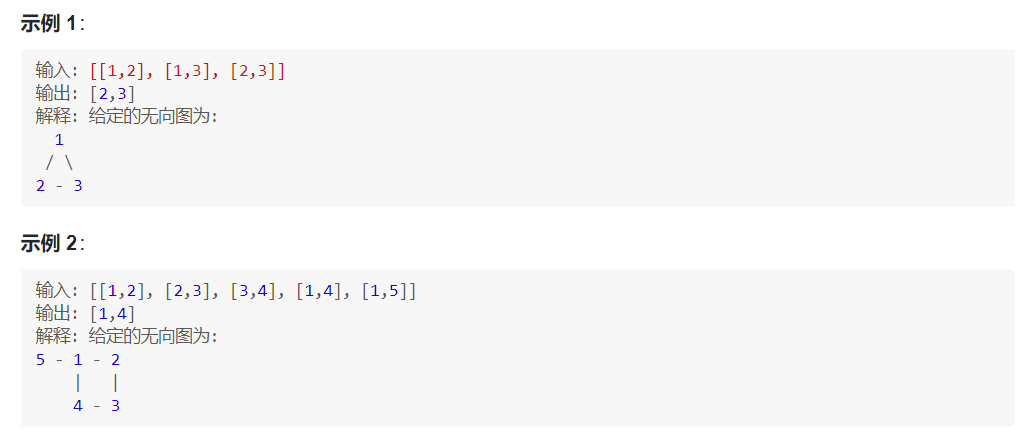 示例 1:
输入: [[1,2], [1,3], [2,3]]
输出: [2,3]
解释: 给定的无向图为:
  1
 / \
2 - 3
示例 2:
输入: [[1,2], [2,3], [3,4], [1,4], [1,5]]
输出: [1,4]
解释: 给定的无向图为:
5 - 1 - 2
    |   |
    4 - 3